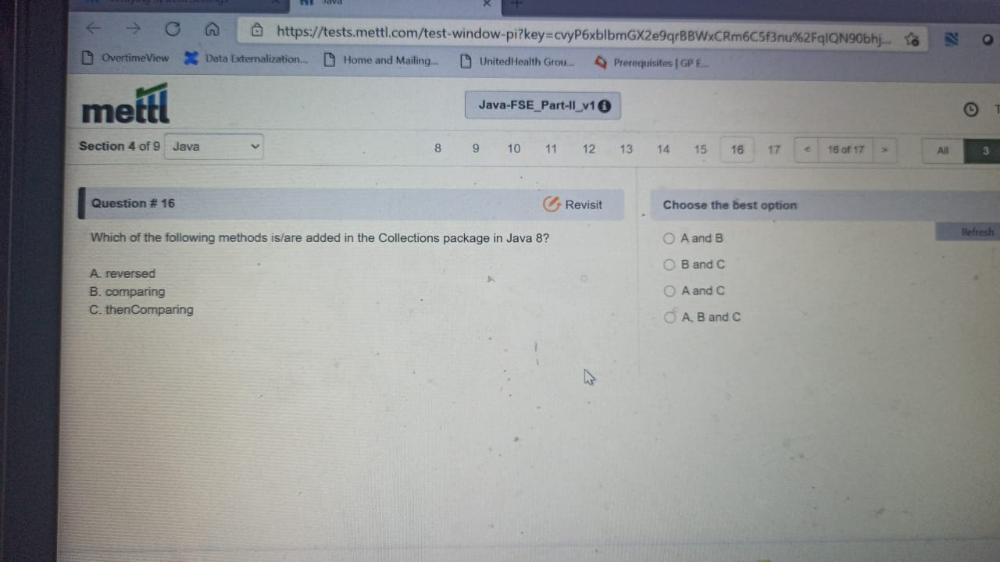 Java
https://tests.mettl.com/test-window-pi?key=cvyP6xblbmGX2e9qrBBWxCRm6C5f3nu%2FqIQN90bhj...
OvertimeView Data Externalization... Home and Mailing... UnitedHealth Grou... Prerequisites | GP E...
mettl
Java-FSE_Part-II_v1
Section 4 of 9 Java 8 9 10 11 12 13 14 15 16 17 < 16 of 17 > All 3
Question # 16 Revisit
Choose the best option
Refresh
Which of the following methods is/are added in the Collections package in Java 8?
A. reversed
B. comparing
C. thenComparing
A and B
B and C
A and C
A, B and C